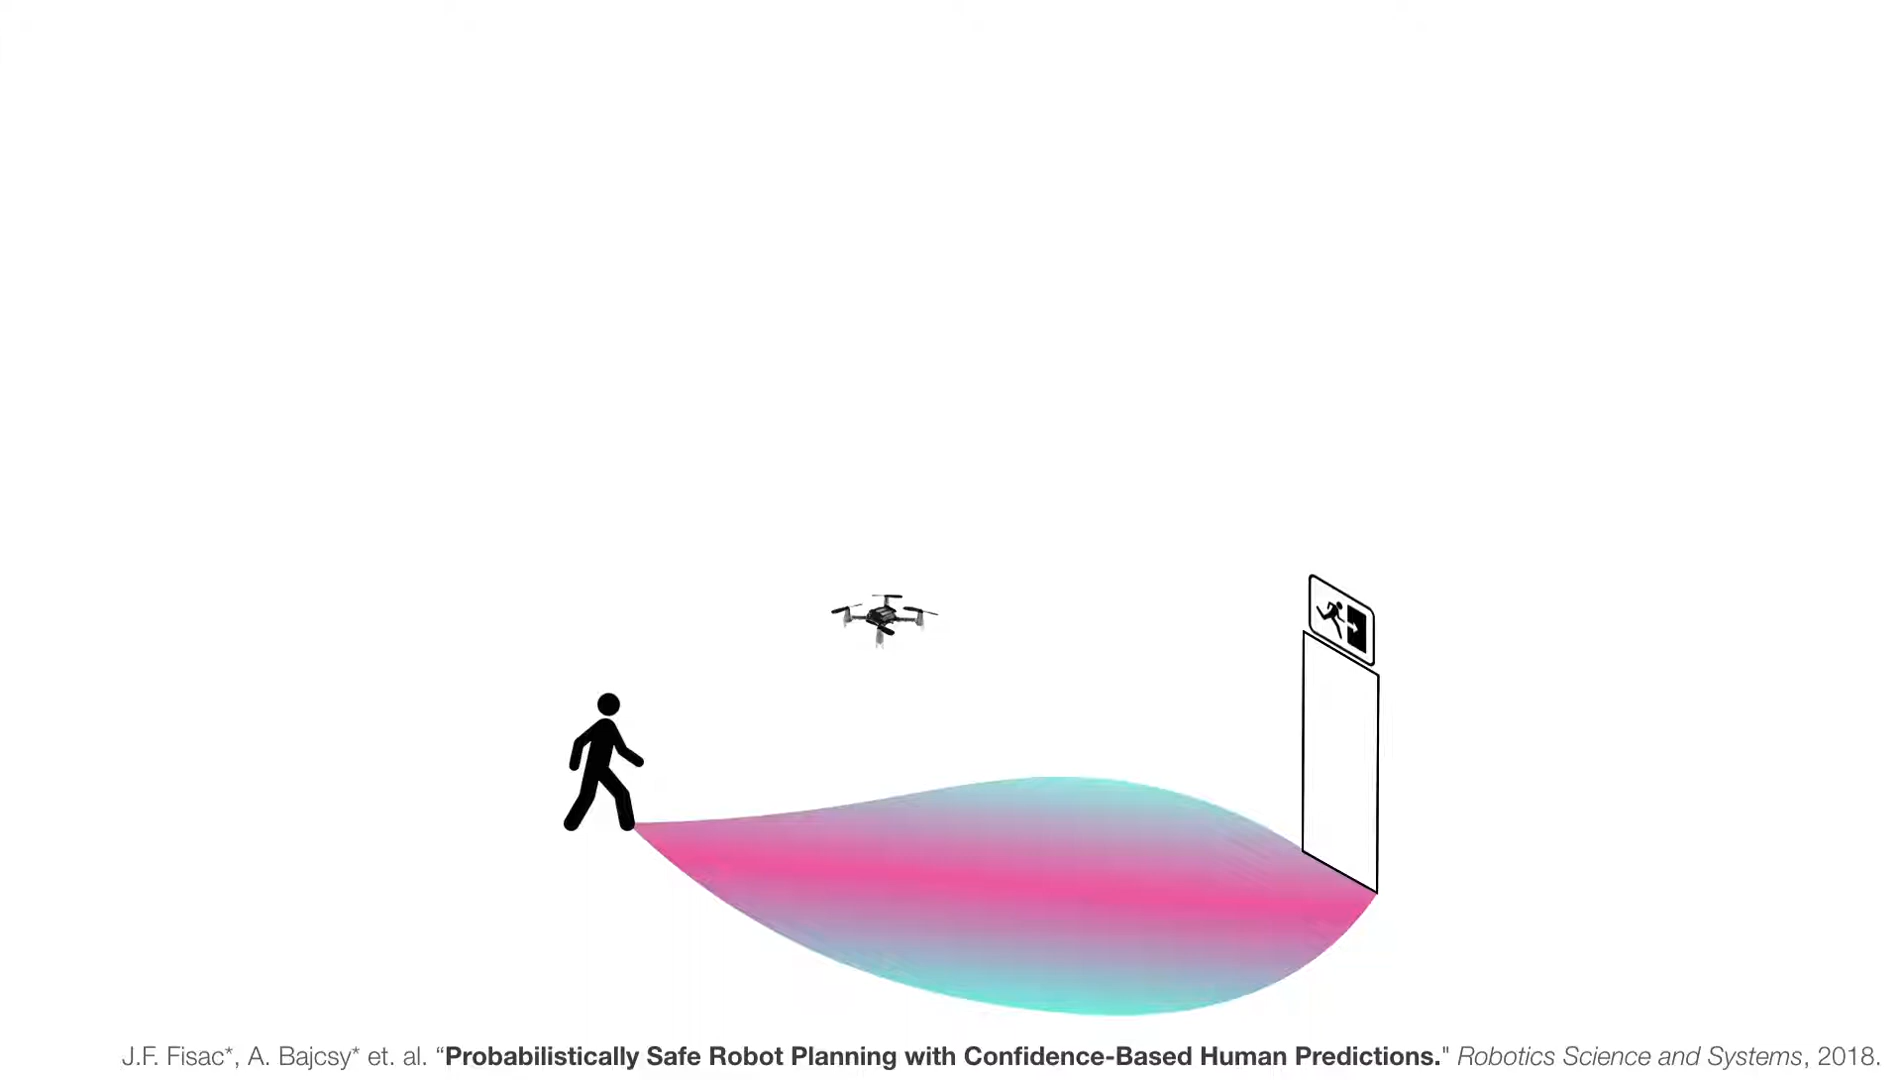 J.F. Fisac*, A. Bajcsy* et. al. “Probabilistically Safe Robot Planning with Confidence-Based Human Predictions." Robotics Science and Systems, 2018.